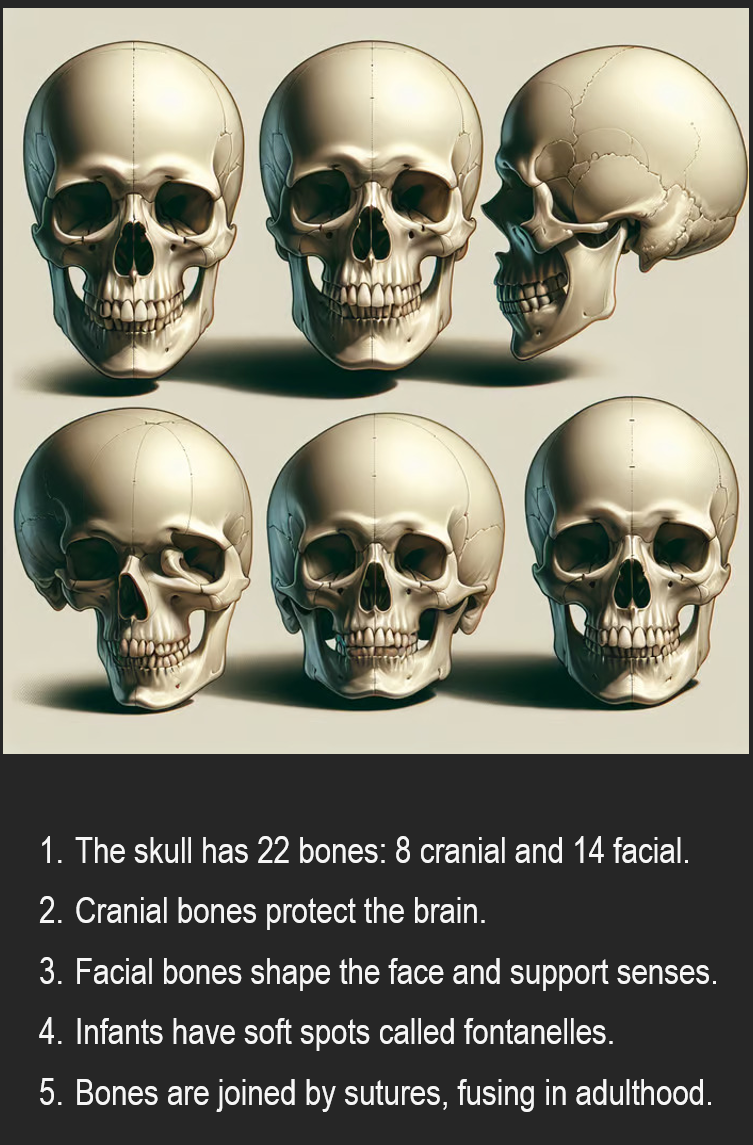 1. The skull has 22 bones: 8 cranial and 14 facial.
2. Cranial bones protect the brain.
3. Facial bones shape the face and support senses.
4. Infants have soft spots called fontanelles.
5. Bones are joined by sutures, fusing in adulthood.